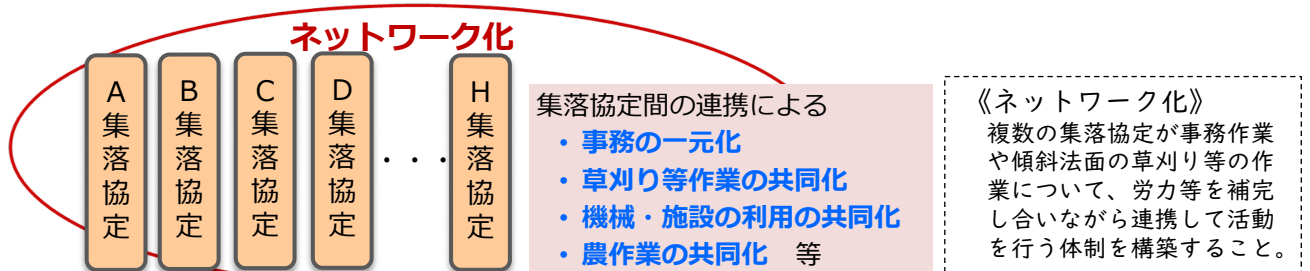 ネットワーク化
A集落協定
B集落協定
C集落協定
D集落協定
・・・
H集落協定
集落協定間の連携による
・事務の一元化
・草刈り等作業の共同化
・機械・施設の利用の共同化
・農作業の共同化 等
《ネットワーク化》
複数の集落協定が事務作業
や傾斜法面の草刈り等の作
業について、労力等を補完
し合いながら連携して活動
を行う体制を構築すること。